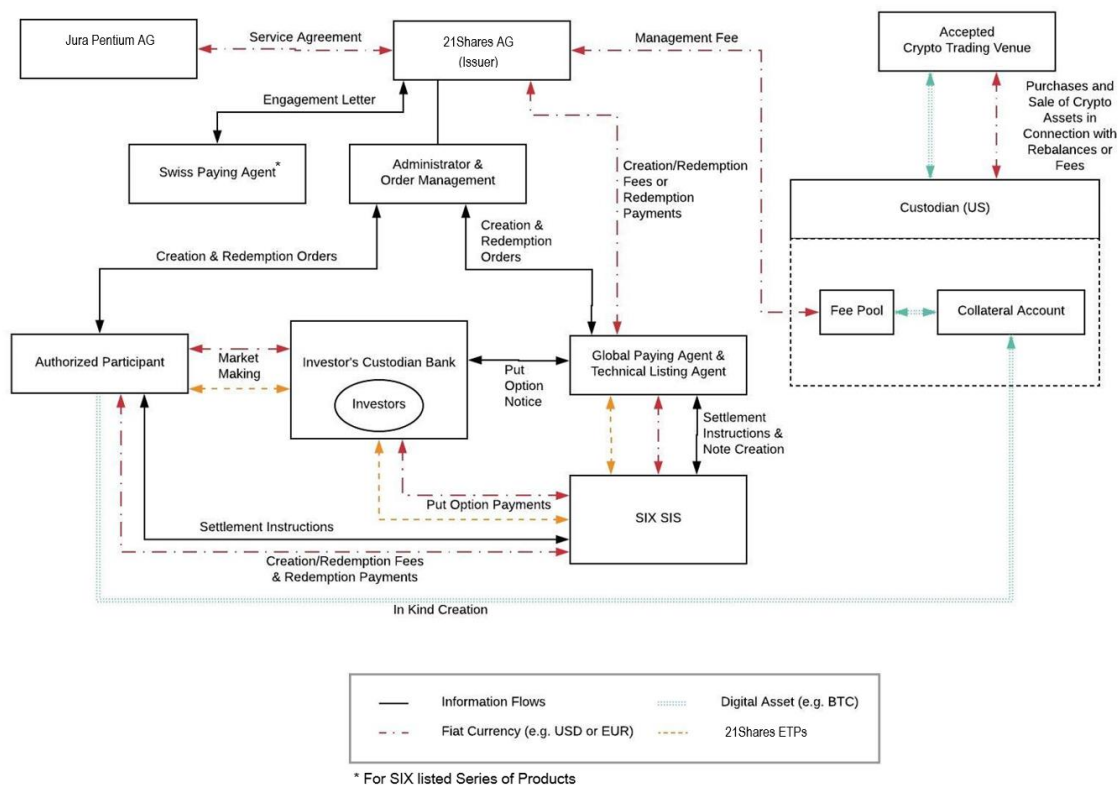 Jura Pentium AG
Service Agreement
21Shares AG
(Issuer)
Management Fee
Accepted
Crypto Trading Venue
Engagement Letter
Purchases and
Sale of Crypto
Assets in
Connection with
Rebalances or
Fees
Swiss Paying Agent*
Administrator &
Order Management
Creation/Redemption
Fees or
Redemption
Payments
Custodian (US)
Creation &
Redemption
Orders
Creation & Redemption Orders
Fee Pool
Collateral Account
Authorized Participant
Market
Making
Investor's Custodian Bank
Investors
Put
Option
Notice
Global Paying Agent &
Technical Listing Agent
Settlement
Instructions &
Note Creation
Put Option Payments
SIX SIS
Settlement Instructions
Creation/Redemption Fees
& Redemption Payments
In Kind Creation
Information Flows
Digital Asset (e.g. BTC)
Fiat Currency (e.g. USD or EUR)
21Shares ETPs
* For SIX listed Series of Products